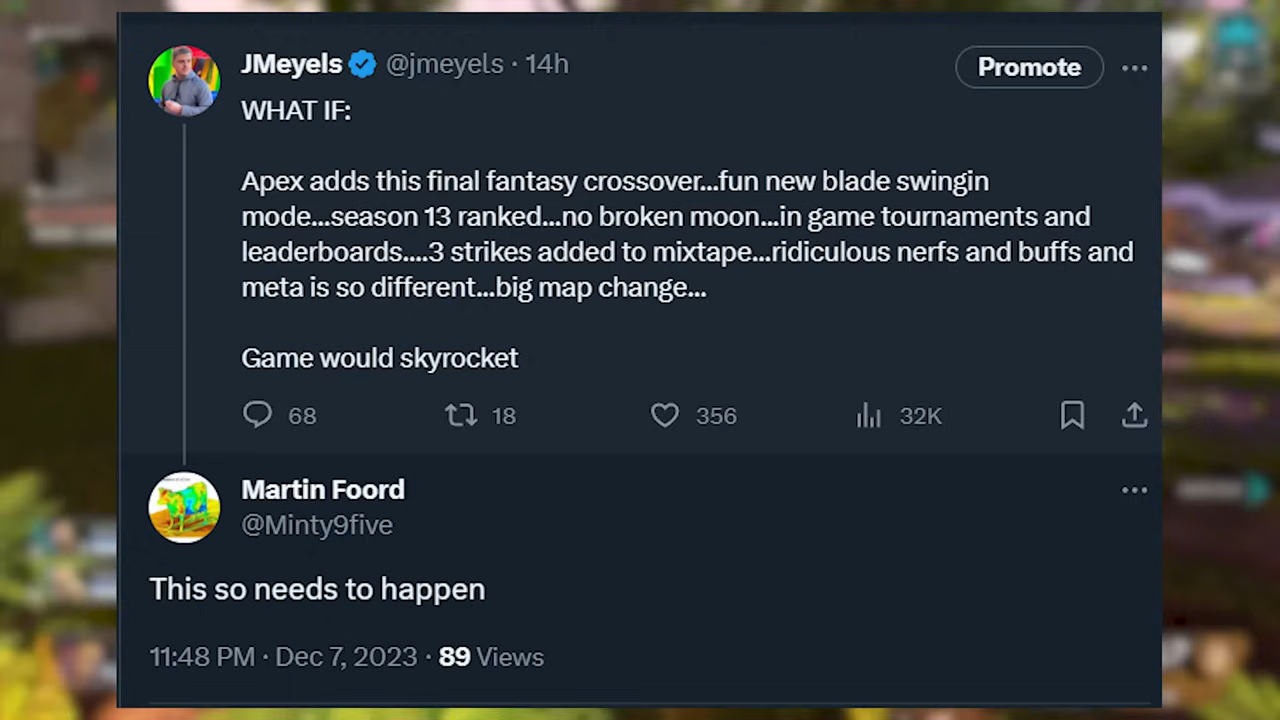 JMeyels @jmeyels · 14h
Promote
WHAT IF:
Apex adds this final fantasy crossover...fun new blade swingin
mode...season 13 ranked...no broken moon...in game tournaments and
leaderboards....3 strikes added to mixtape...ridiculous nerfs and buffs and
meta is so different...big map change...
Game would skyrocket
68 18 356 32K
Martin Foord
@Minty9five
This so needs to happen
11:48 PM · Dec 7, 2023 · 89 Views